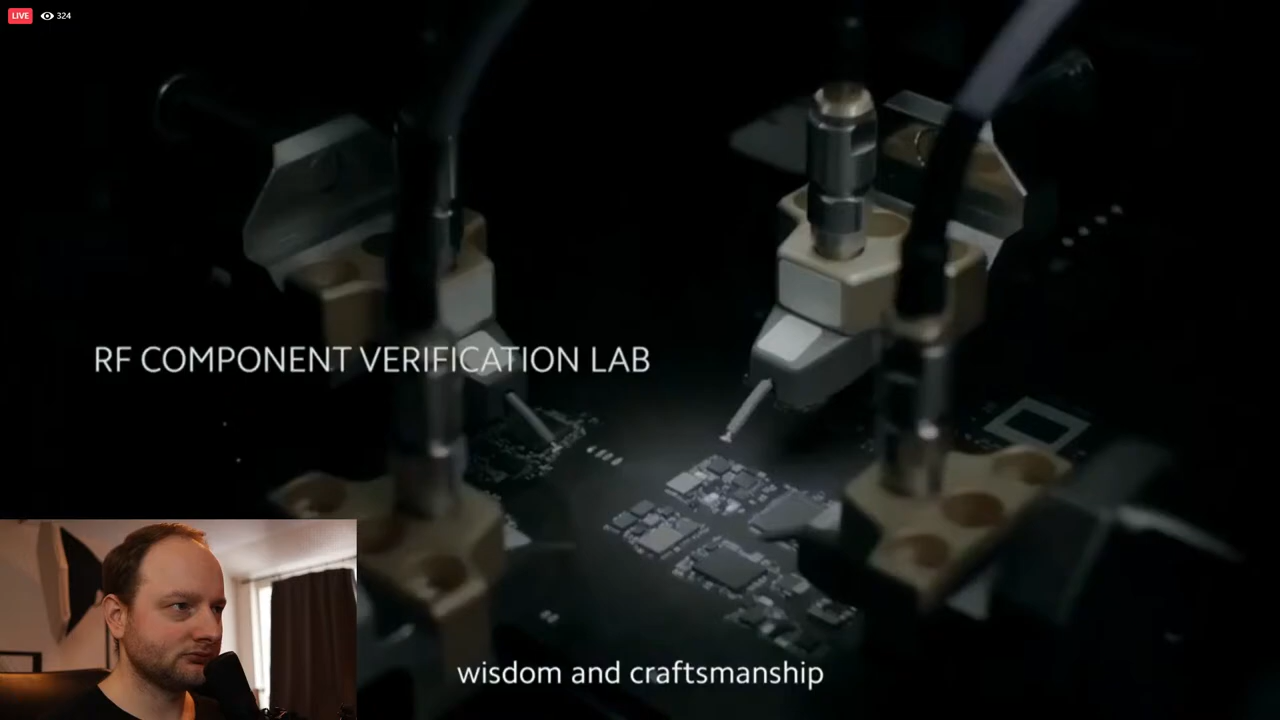 LIVE 324
RF COMPONENT VERIFICATION LAB
wisdom and craftsmanship